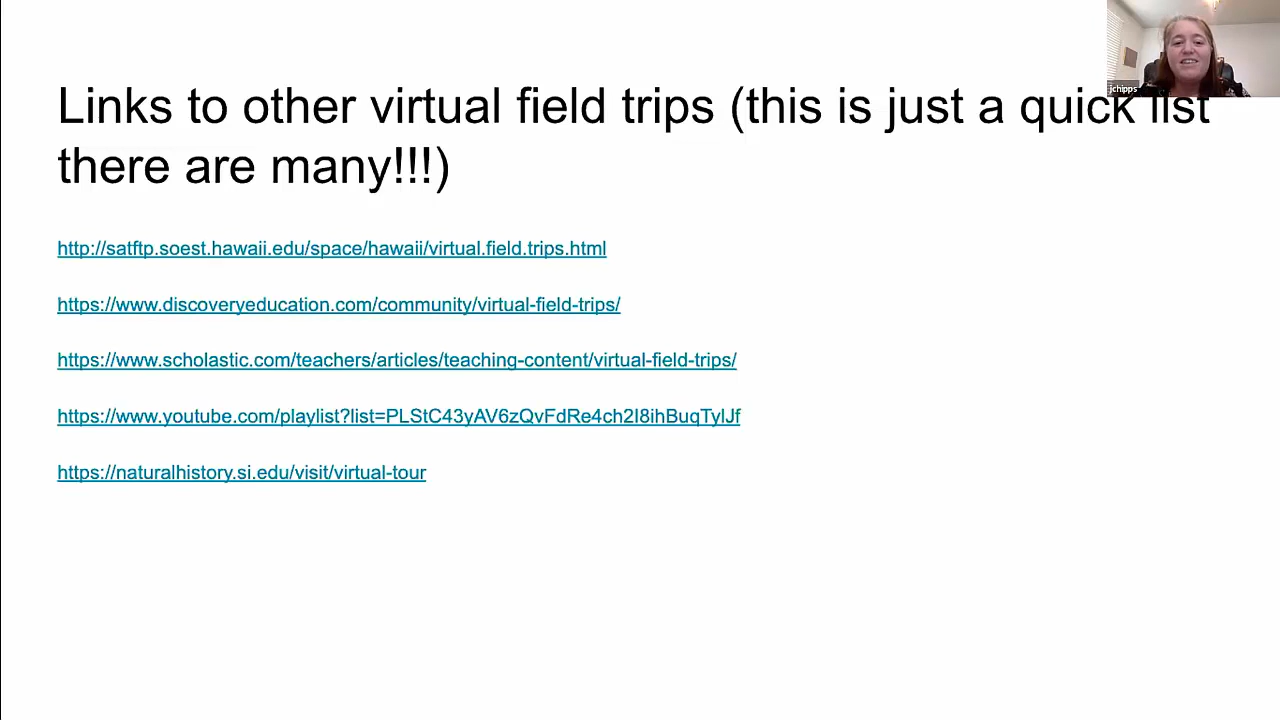 jchipps
Links to other virtual field trips (this is just a quick list
there are many!!!)
http://satftp.soest.hawaii.edu/space/hawaii/virtual.field.trips.html
https://www.discoveryeducation.com/community/virtual-field-trips/
https://www.scholastic.com/teachers/articles/teaching-content/virtual-field-trips/
https://www.youtube.com/playlist?list=PLStC43yAV6zQvFdRe4ch2I8ihBuqTylJf
https://naturalhistory.si.edu/visit/virtual-tour